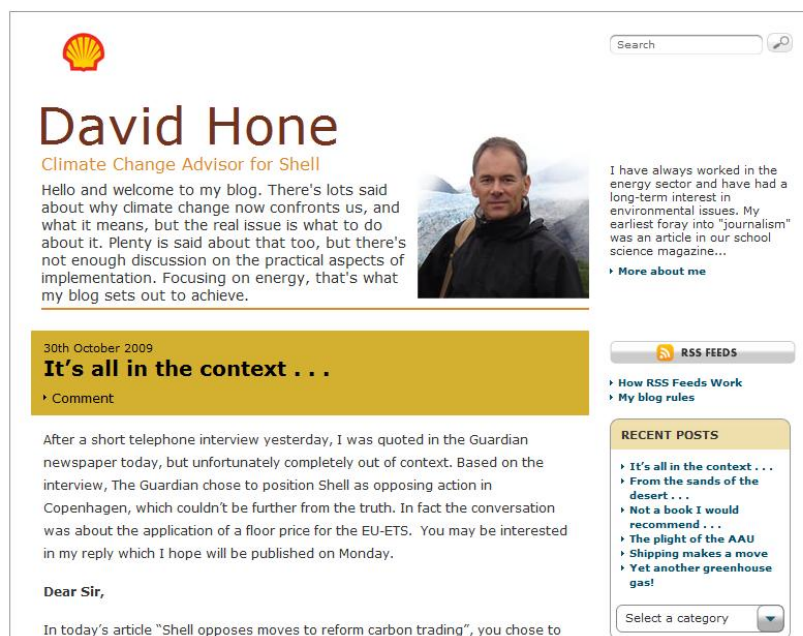 Search
David Hone
Climate Change Advisor for Shell
Hello and welcome to my blog. There's lots said
about why climate change now confronts us, and
what it means, but the real issue is what to do
about it. Plenty is said about that too, but there's
not enough discussion on the practical aspects of
implementation. Focusing on energy, that's what
my blog sets out to achieve.
I have always worked in the
energy sector and have had a
long-term interest in
environmental issues. My
earliest foray into "journalism"
was an article in our school
science magazine...
More about me
30th October 2009
It's all in the context . . .
Comment
After a short telephone interview yesterday, I was quoted in the Guardian
newspaper today, but unfortunately completely out of context. Based on the
interview, The Guardian chose to position Shell as opposing action in
Copenhagen, which couldn't be further from the truth. In fact the conversation
was about the application of a floor price for the EU-ETS.  You may be interested
in my reply which I hope will be published on Monday.
Dear Sir,
In today's article "Shell opposes moves to reform carbon trading", you chose to
RSS FEEDS
How RSS Feeds Work
My blog rules
RECENT POSTS
It's all in the context . . .
From the sands of the
desert . . .
Not a book I would
recommend . . .
The plight of the AAU
Shipping makes a move
Yet another greenhouse
gas!
Select a category